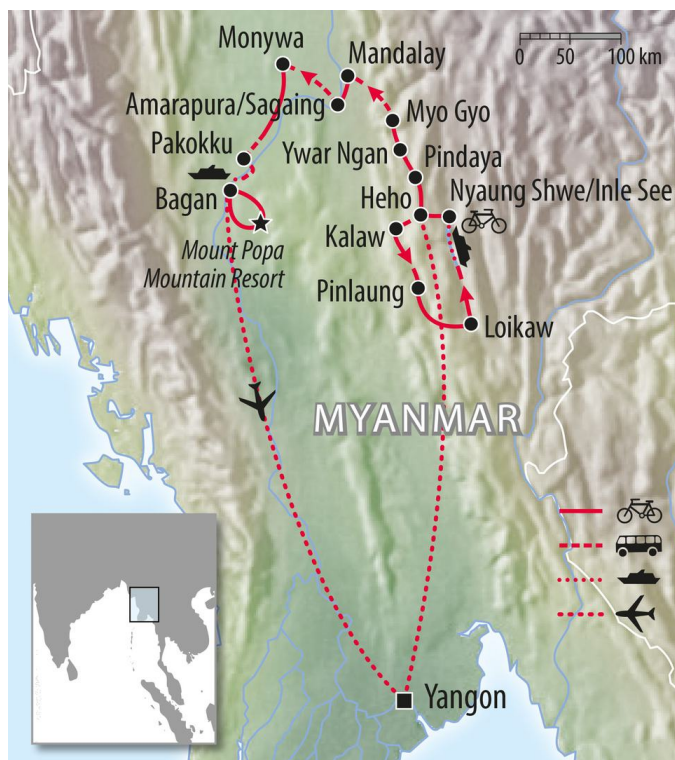 Monywa
Mandalay
0 50 100 km
Amarapura/Sagaing
Myo Gyo
Pakokku
Ywar Ngan
Pindaya
Bagan
Heho
Nyaung Shwe/Inle See
Kalaw
Mount Popa
Mountain Resort
Pinlaung
Loikaw
MYANMAR
Yangon